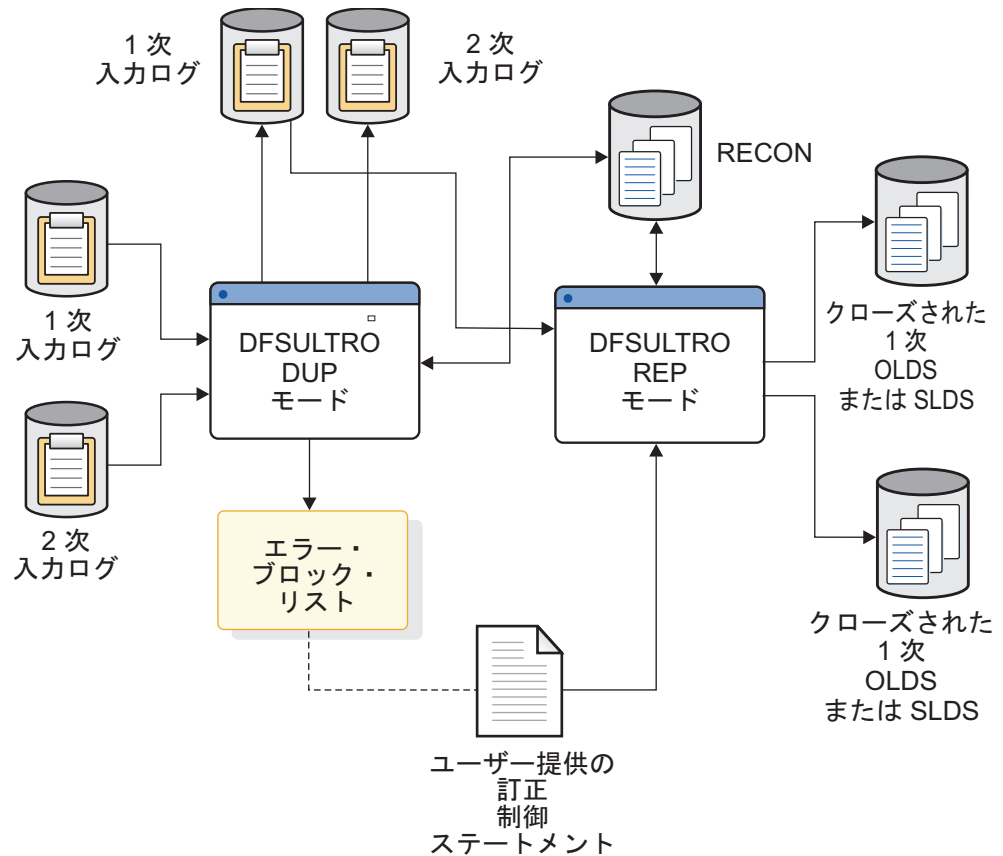 1 次
入力ログ
2 次
入力ログ
RECON
1 次
入力ログ
DFSULTRO
DUP
モード
DFSULTRO
REP
モード
クローズされた
1 次
OLDS
または SLDS
2 次
入力ログ
エラー・
ブロック・
リスト
クローズされた
1 次
OLDS
または SLDS
ユーザー提供の
訂正
制御
ステートメント